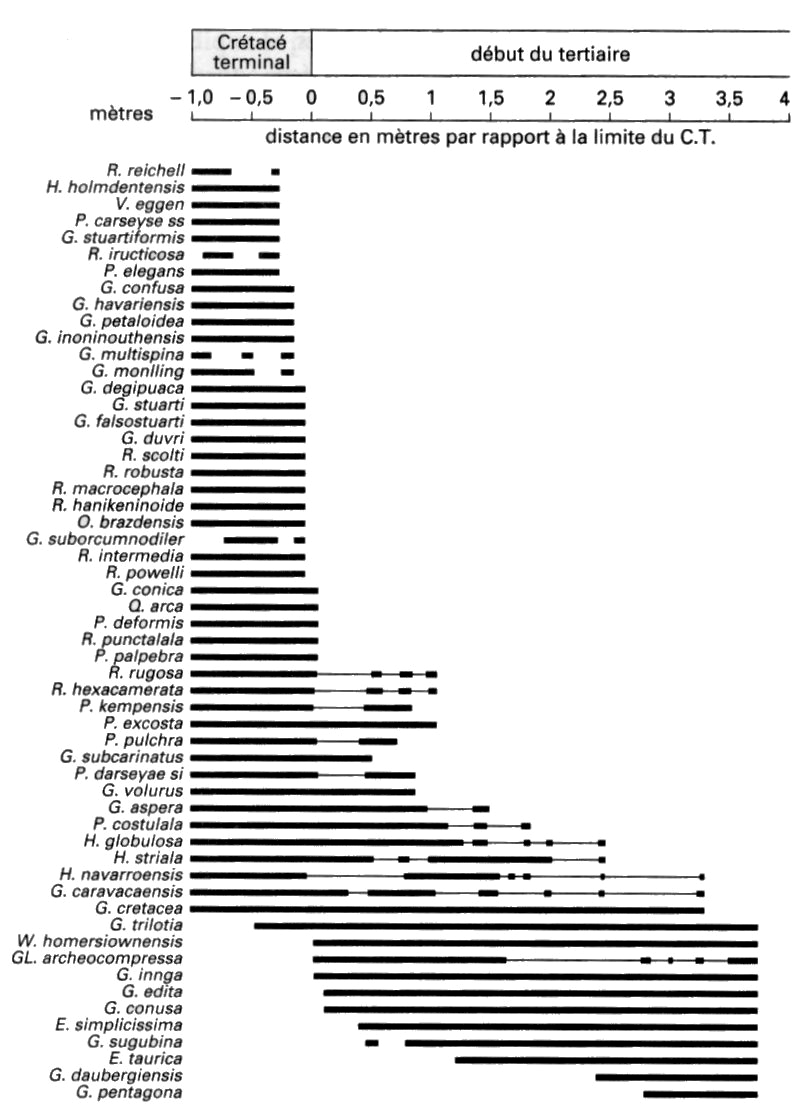 Crétacé
terminal
début du tertiaire
mètres
– 1,0 – 0,5 0 0,5 1 1,5 2 2,5 3 3,5 4
distance en mètres par rapport à la limite du C.T.
R. reichell
H. holmdentensis
V. eggen
P. carseyse ss
G. stuartiformis
R. iructicosa
P. elegans
G. confusa
G. havariensis
G. petaloidea
G. inoninouthensis
G. multispina
G. monlling
G. degipuaca
G. stuarti
G. falsostuarti
G. duvri
R. scolti
R. robusta
R. macrocephala
R. hanikeninoide
O. brazdensis
G. suborcumnodiler
R. intermedia
R. powelli
G. conica
Q. arca
P. deformis
R. punctalala
P. palpebra
R. rugosa
R. hexacamerata
P. kempensis
P. excosta
P. pulchra
G. subcarinatus
P. darseyae si
G. volurus
G. aspera
P. costulala
H. globulosa
H. striala
H. navarroensis
G. caravacaensis
G. cretacea
G. trilotia
W. homersiownensis
GL. archeocompressa
G. innga
G. edita
G. conusa
E. simplicissima
G. sugubina
E. taurica
G. daubergiensis
G. pentagona